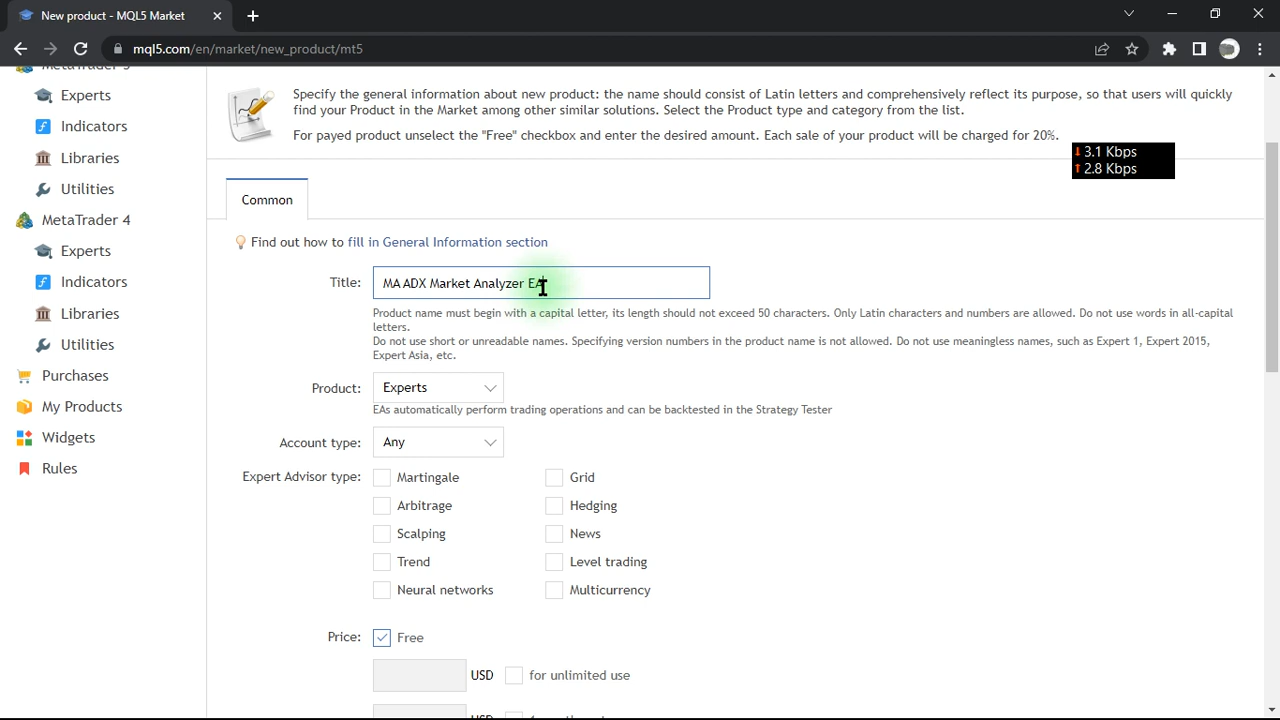 New product - MQL5 Market
mql5.com/en/market/new_product/mt5
Experts
Indicators
Libraries
Utilities
MetaTrader 4
Experts
Indicators
Libraries
Utilities
Purchases
My Products
Widgets
Rules
Specify the general information about new product: the name should consist of Latin letters and comprehensively reflect its purpose, so that users will quickly
find your Product in the Market among other similar solutions. Select the Product type and category from the list.
For payed product unselect the "Free" checkbox and enter the desired amount. Each sale of your product will be charged for 20%.
3.1 Kbps
2.8 Kbps
Common
Find out how to fill in General Information section
Title: MA ADX Market Analyzer EA
Product name must begin with a capital letter, its length should not exceed 50 characters. Only Latin characters and numbers are allowed. Do not use words in all-capital
letters.
Do not use short or unreadable names. Specifying version numbers in the product name is not allowed. Do not use meaningless names, such as Expert 1, Expert 2015,
Expert Asia, etc.
Product: Experts
EAs automatically perform trading operations and can be backtested in the Strategy Tester
Account type: Any
Expert Advisor type: Martingale Grid
Arbitrage Hedging
Scalping News
Trend Level trading
Neural networks Multicurrency
Price: Free
USD for unlimited use